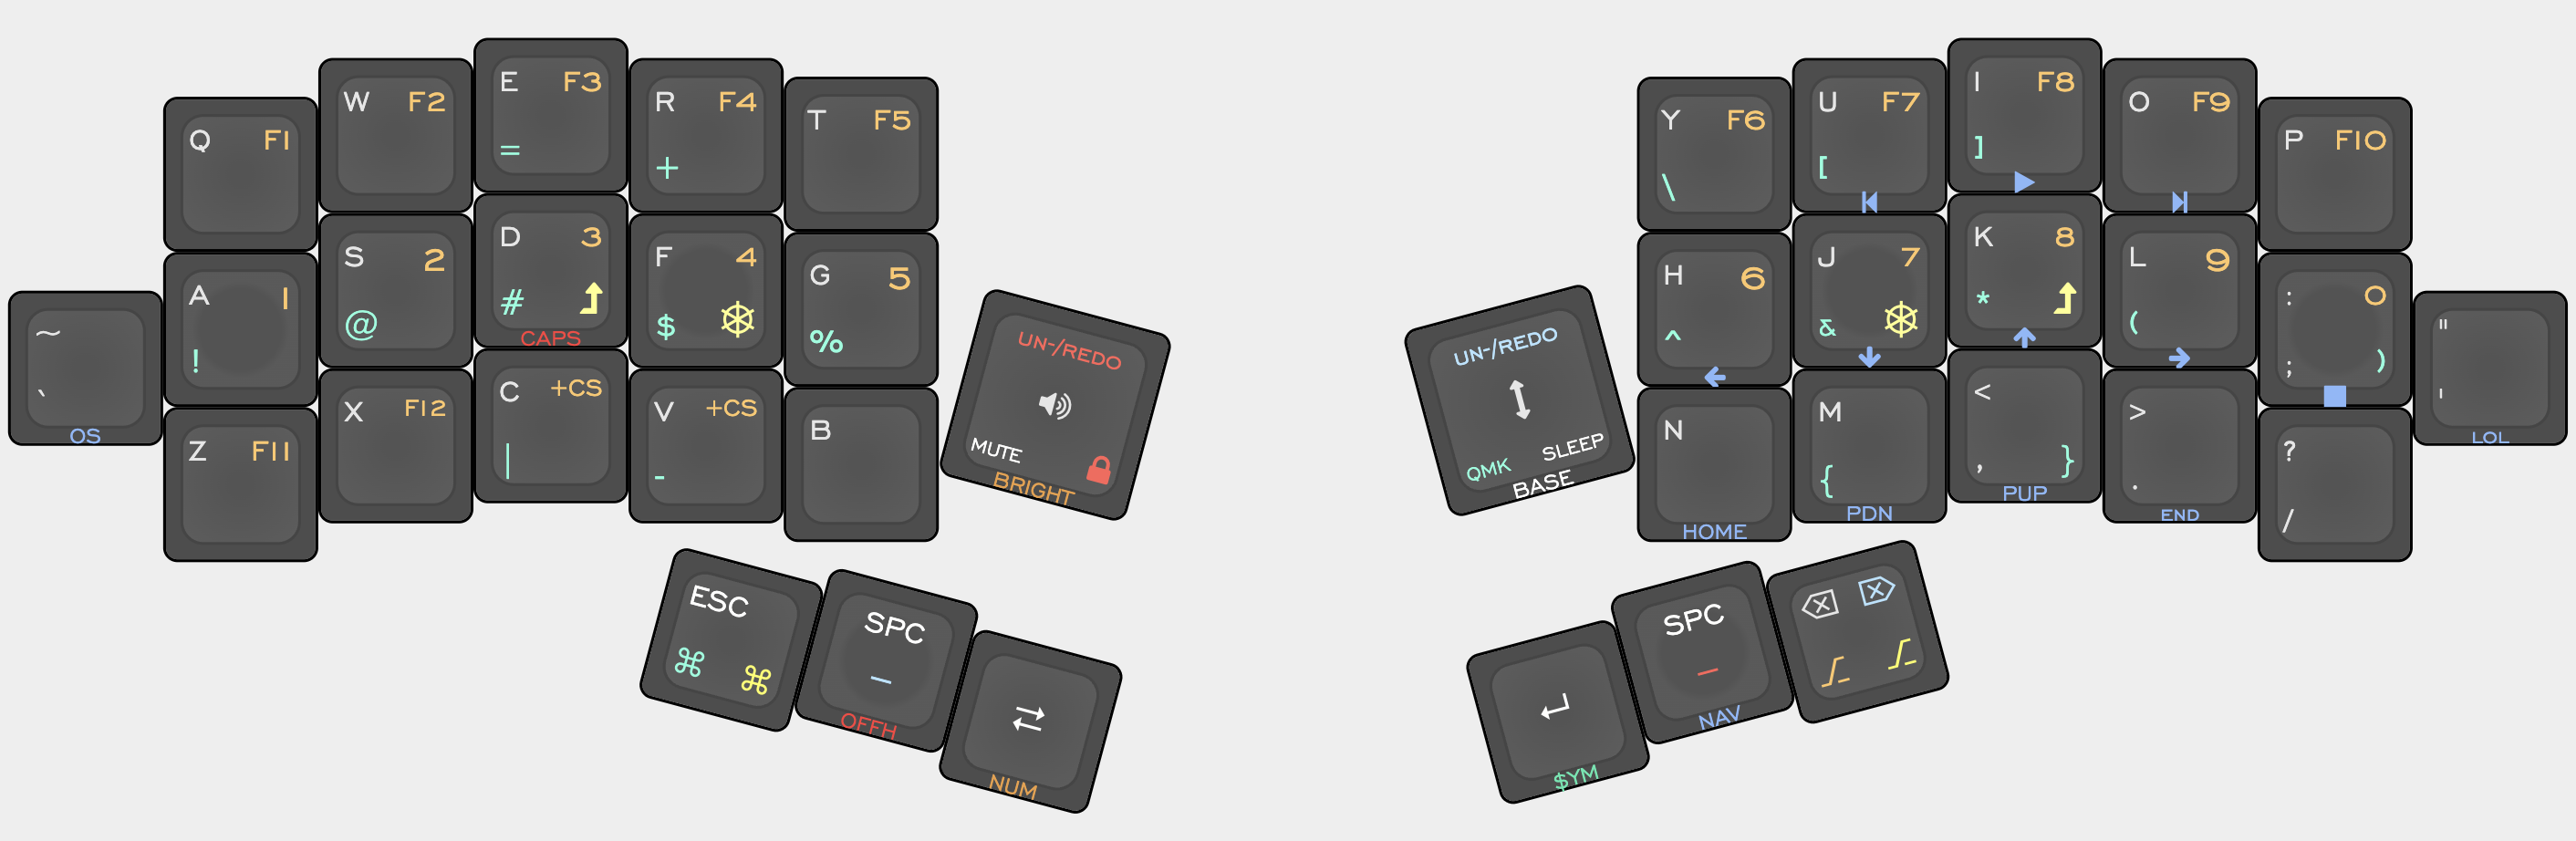 Q F1
W F2
E F3
=
R F4
+
T F5
Y F6
\
U F7
[
I F8
]
O F9
P F10
~
`
OS
A 1
!
S 2
@
D 3
#
CAPS
F 4
$
G 5
%
H 6
^
J 7
&
K 8
*
L 9
(
: 0
; )
"
'
LOL
Z F11
X F12
C +CS
|
V +CS
-
B
UN-/REDO
MUTE
BRIGHT
UN-/REDO
QMK SLEEP
BASE
N
HOME
M
{
PDN
<
, }
PUP
>
.
END
?
/
ESC
⌘ ⌘
SPC
_
OFFH
NUM
$YM
SPC
_
NAV